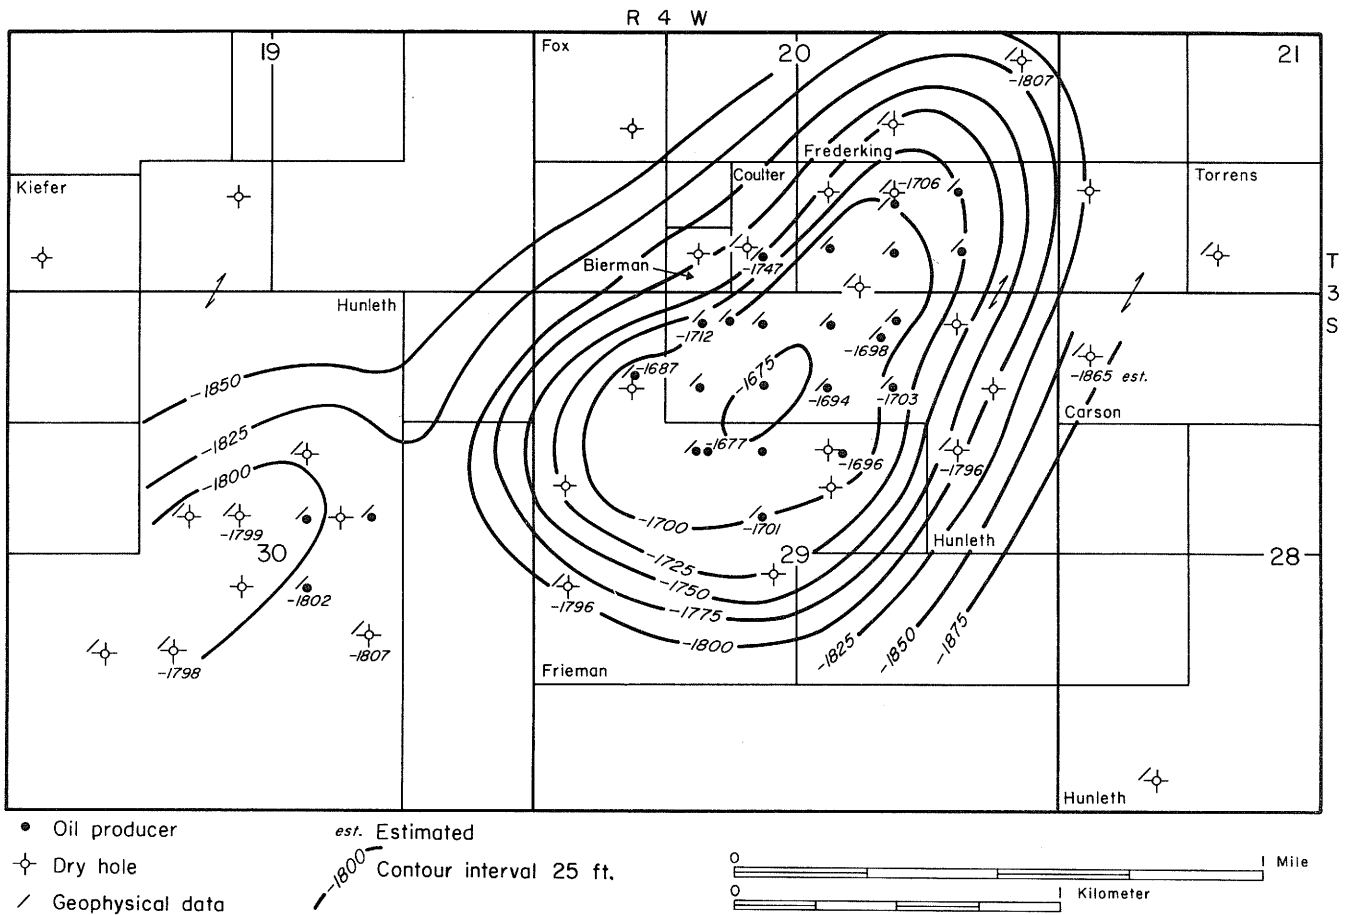 R 4 W
19
Fox
20
21
-1807
Frederking
Kiefer
Coulter
-1706
Torrens
Bierman
-1747
T
3
S
Hunleth
-1712
-1698
-1687
-1675
-1865 est.
-1850
-1694
-1703
Carson
-1825
-1677
-1696
-1796
-1800
-1799
-1700
-1701
30
29
Hunleth
28
-1725
-1802
-1750
-1796
-1775
-1807
-1800
-1825
-1850
-1875
-1798
Frieman
Hunleth
Oil producer
est. Estimated
Dry hole
-1800
Contour interval 25 ft.
0 1 Mile
Geophysical data
0 1 Kilometer